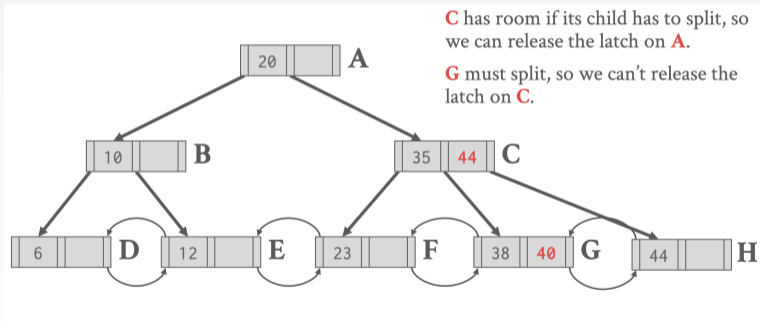 C has room if its child has to split, so
we can release the latch on A.
G must split, so we can’t release the
latch on C.
20 A
10 B
35 44 C
6 D
12 E
23 F
38 40 G
44 H